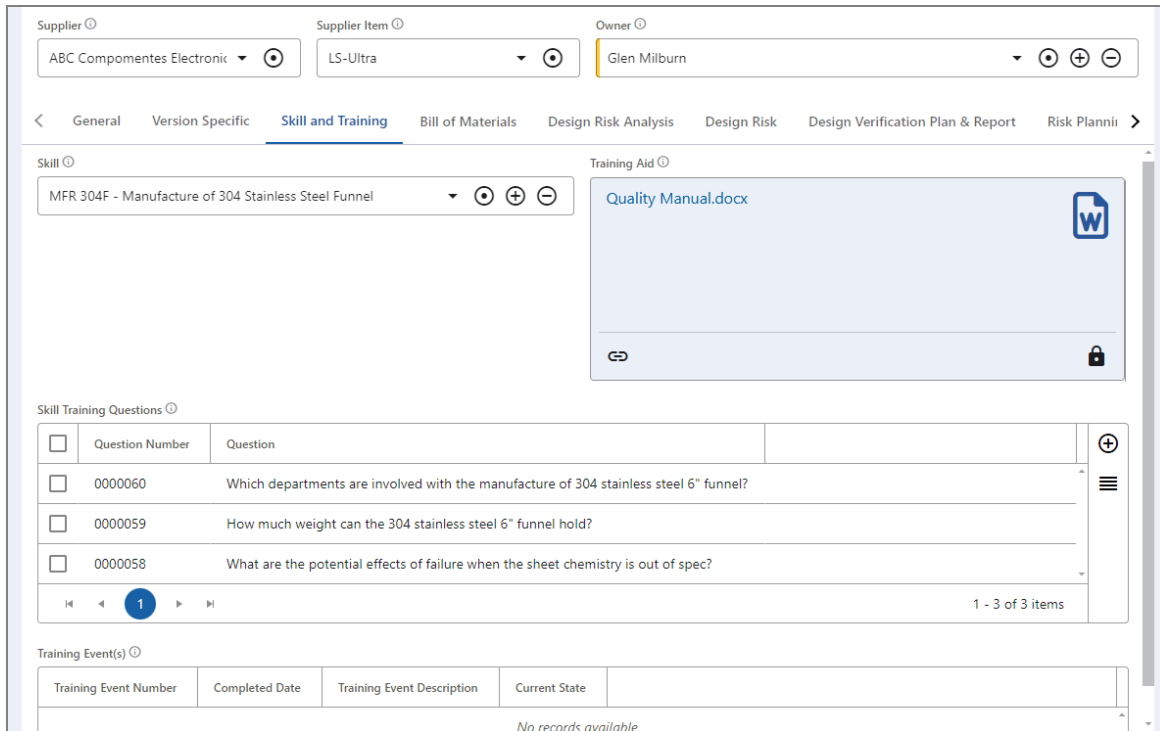 Supplier Supplier Item Owner
ABC Compomentes Electronic LS-Ultra Glen Milburn
General Version Specific Skill and Training Bill of Materials Design Risk Analysis Design Risk Design Verification Plan & Report Risk Plannin
Skill Training Aid
MFR 304F - Manufacture of 304 Stainless Steel Funnel Quality Manual.docx
W
Skill Training Questions
Question Number Question
0000060 Which departments are involved with the manufacture of 304 stainless steel 6" funnel?
0000059 How much weight can the 304 stainless steel 6" funnel hold?
0000058 What are the potential effects of failure when the sheet chemistry is out of spec?
1 1 - 3 of 3 items
Training Event(s)
Training Event Number Completed Date Training Event Description Current State
No records available